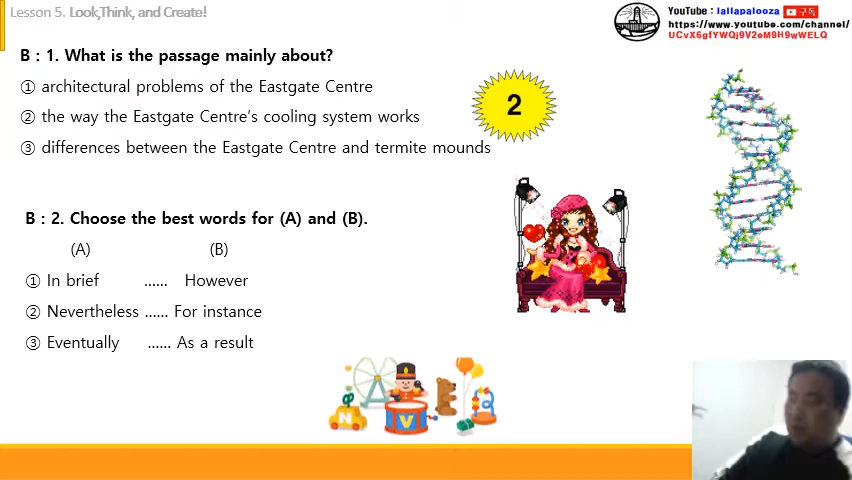 Lesson 5. Look,Think, and Create!
YouTube : lallapalooza 구독
https://www.youtube.com/channel/
UCvX6gfYWQj9V2eM9H9wWELQ
B : 1. What is the passage mainly about?
① architectural problems of the Eastgate Centre
② the way the Eastgate Centre's cooling system works
③ differences between the Eastgate Centre and termite mounds
2
B : 2. Choose the best words for (A) and (B).
(A) (B)
① In brief ...... However
② Nevertheless ...... For instance
③ Eventually ...... As a result
N V E